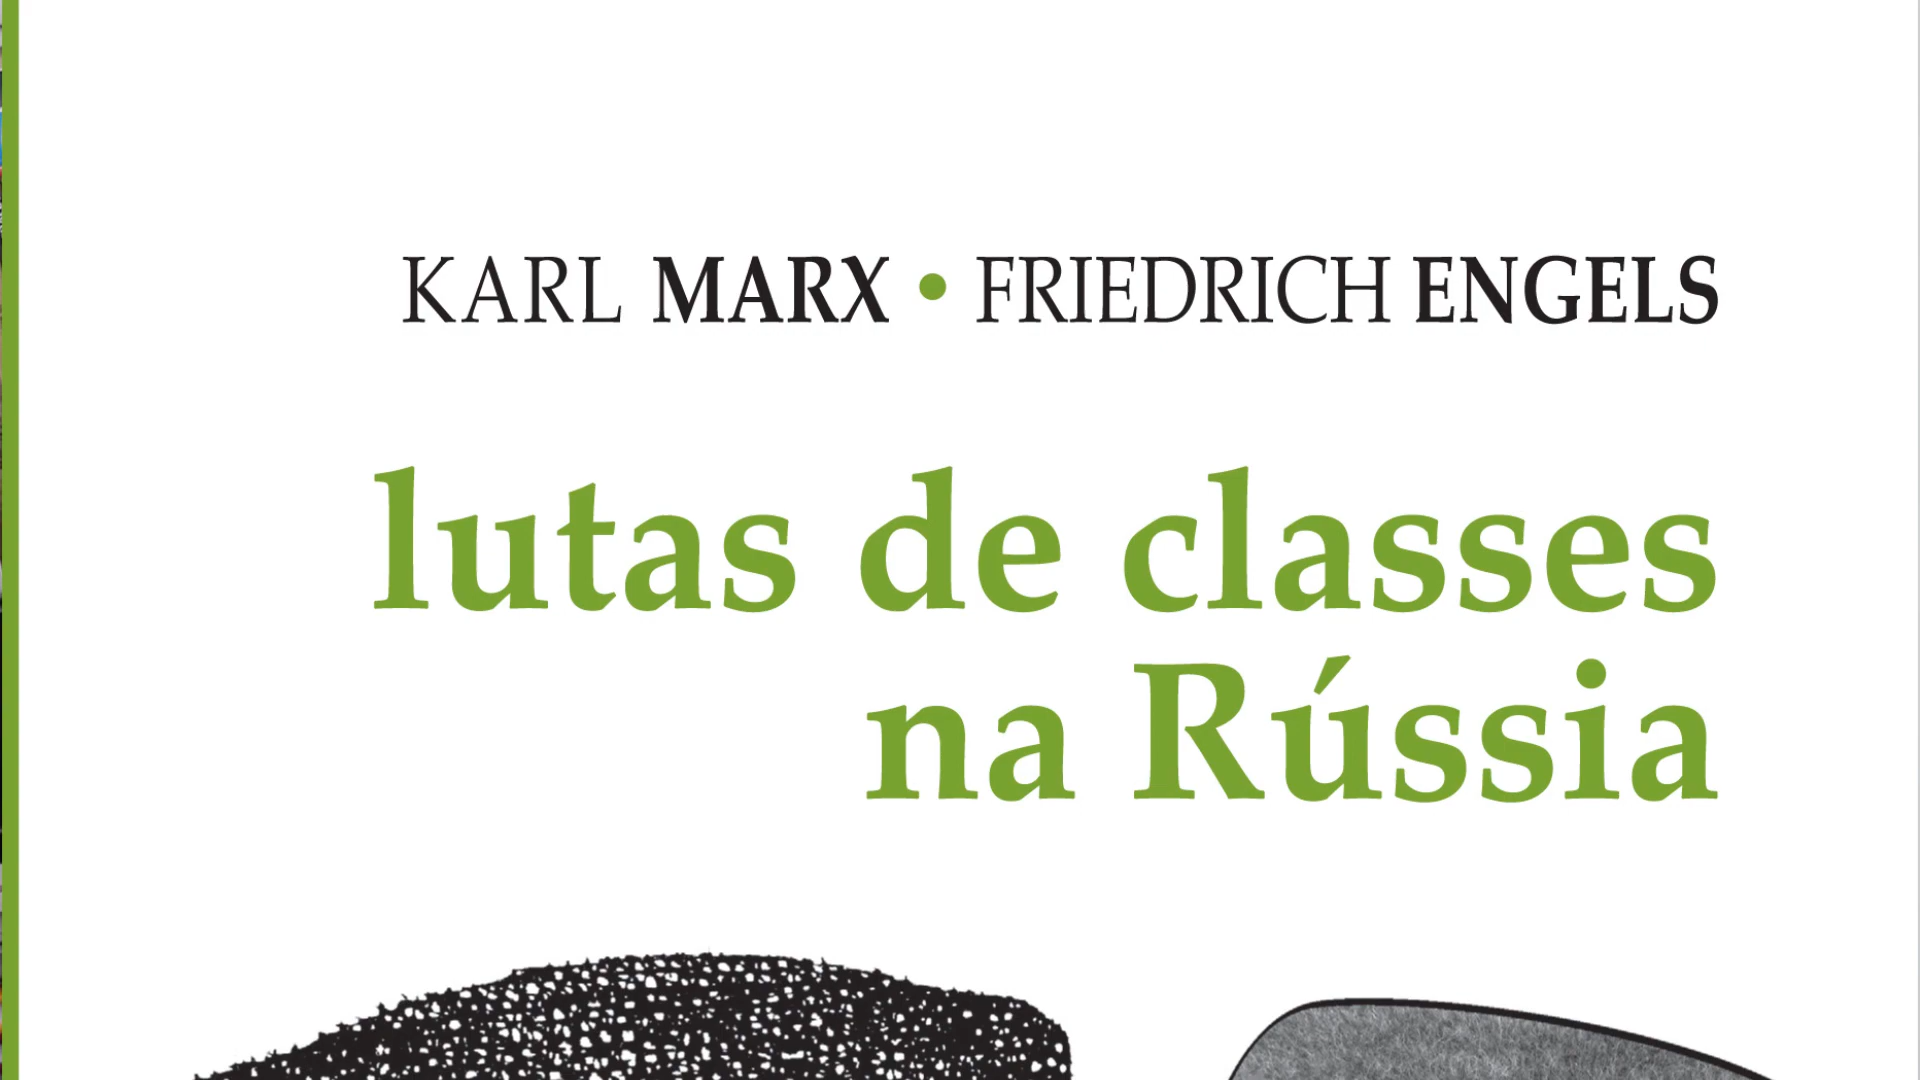 KARL MARX • FRIEDRICH ENGELS
lutas de classes
na Rússia